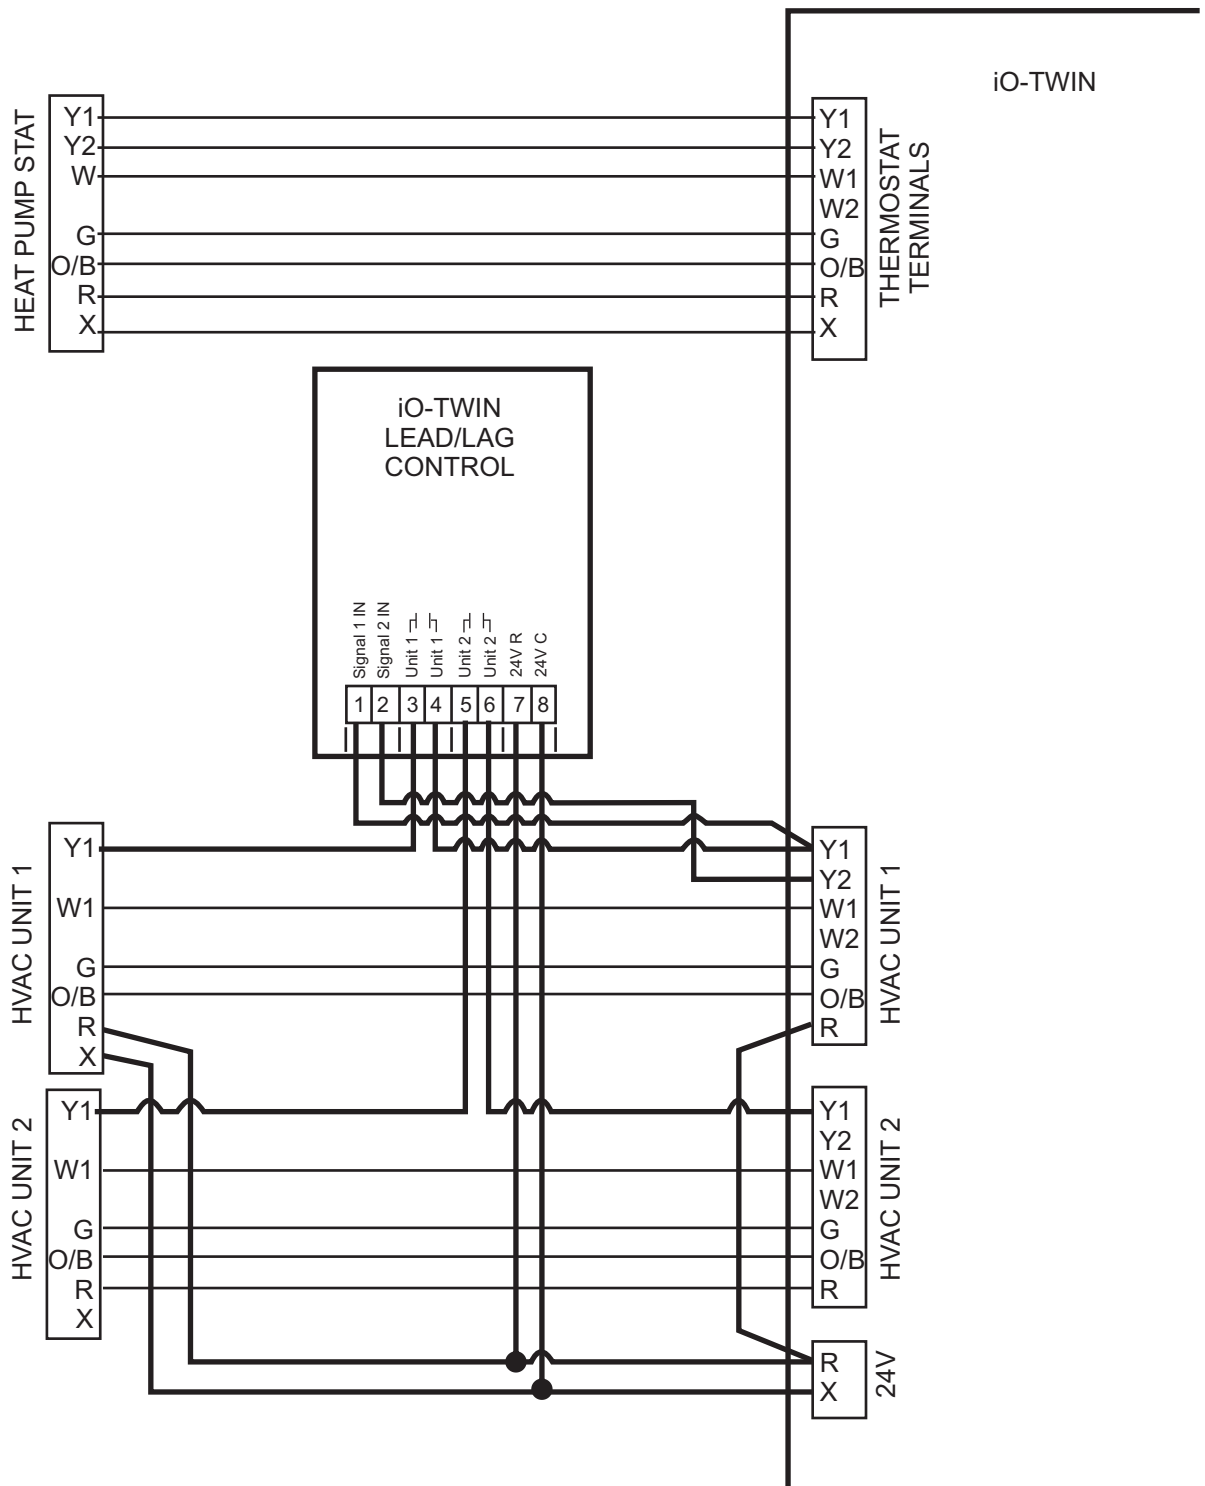 iO-TWIN
HEAT PUMP STAT
Y1
Y2
W
G
O/B
R
X
Y1
Y2
W1
W2
G
O/B
R
X
THERMOSTAT
TERMINALS
iO-TWIN
LEAD/LAG
CONTROL
Signal 1 IN
Signal 2 IN
Unit 1
Unit 1
Unit 2
Unit 2
24V R
24V C
1 2 3 4 5 6 7 8
HVAC UNIT 1
Y1
W1
G
O/B
R
X
Y1
Y2
W1
W2
G
O/B
R
HVAC UNIT 1
HVAC UNIT 2
Y1
W1
G
O/B
R
X
Y1
Y2
W1
W2
G
O/B
R
HVAC UNIT 2
R
X
24V